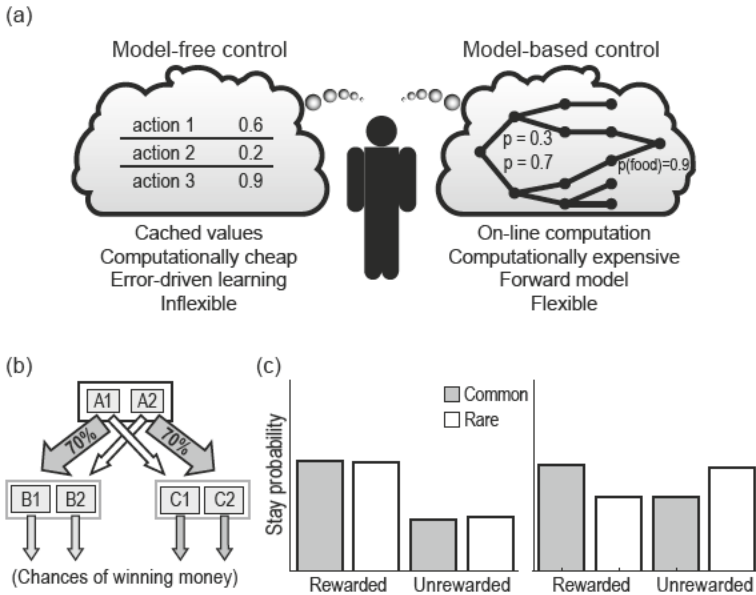 (a)
Model-free control
action 1 0.6
action 2 0.2
action 3 0.9
Cached values
Computationally cheap
Error-driven learning
Inflexible
Model-based control
p = 0.3
p = 0.7
p(food)=0.9
On-line computation
Computationally expensive
Forward model
Flexible
(b)
A1 A2
70% 70%
B1 B2 C1 C2
(Chances of winning money)
(c)
Stay probability
Common
Rare
Rewarded Unrewarded
Rewarded Unrewarded